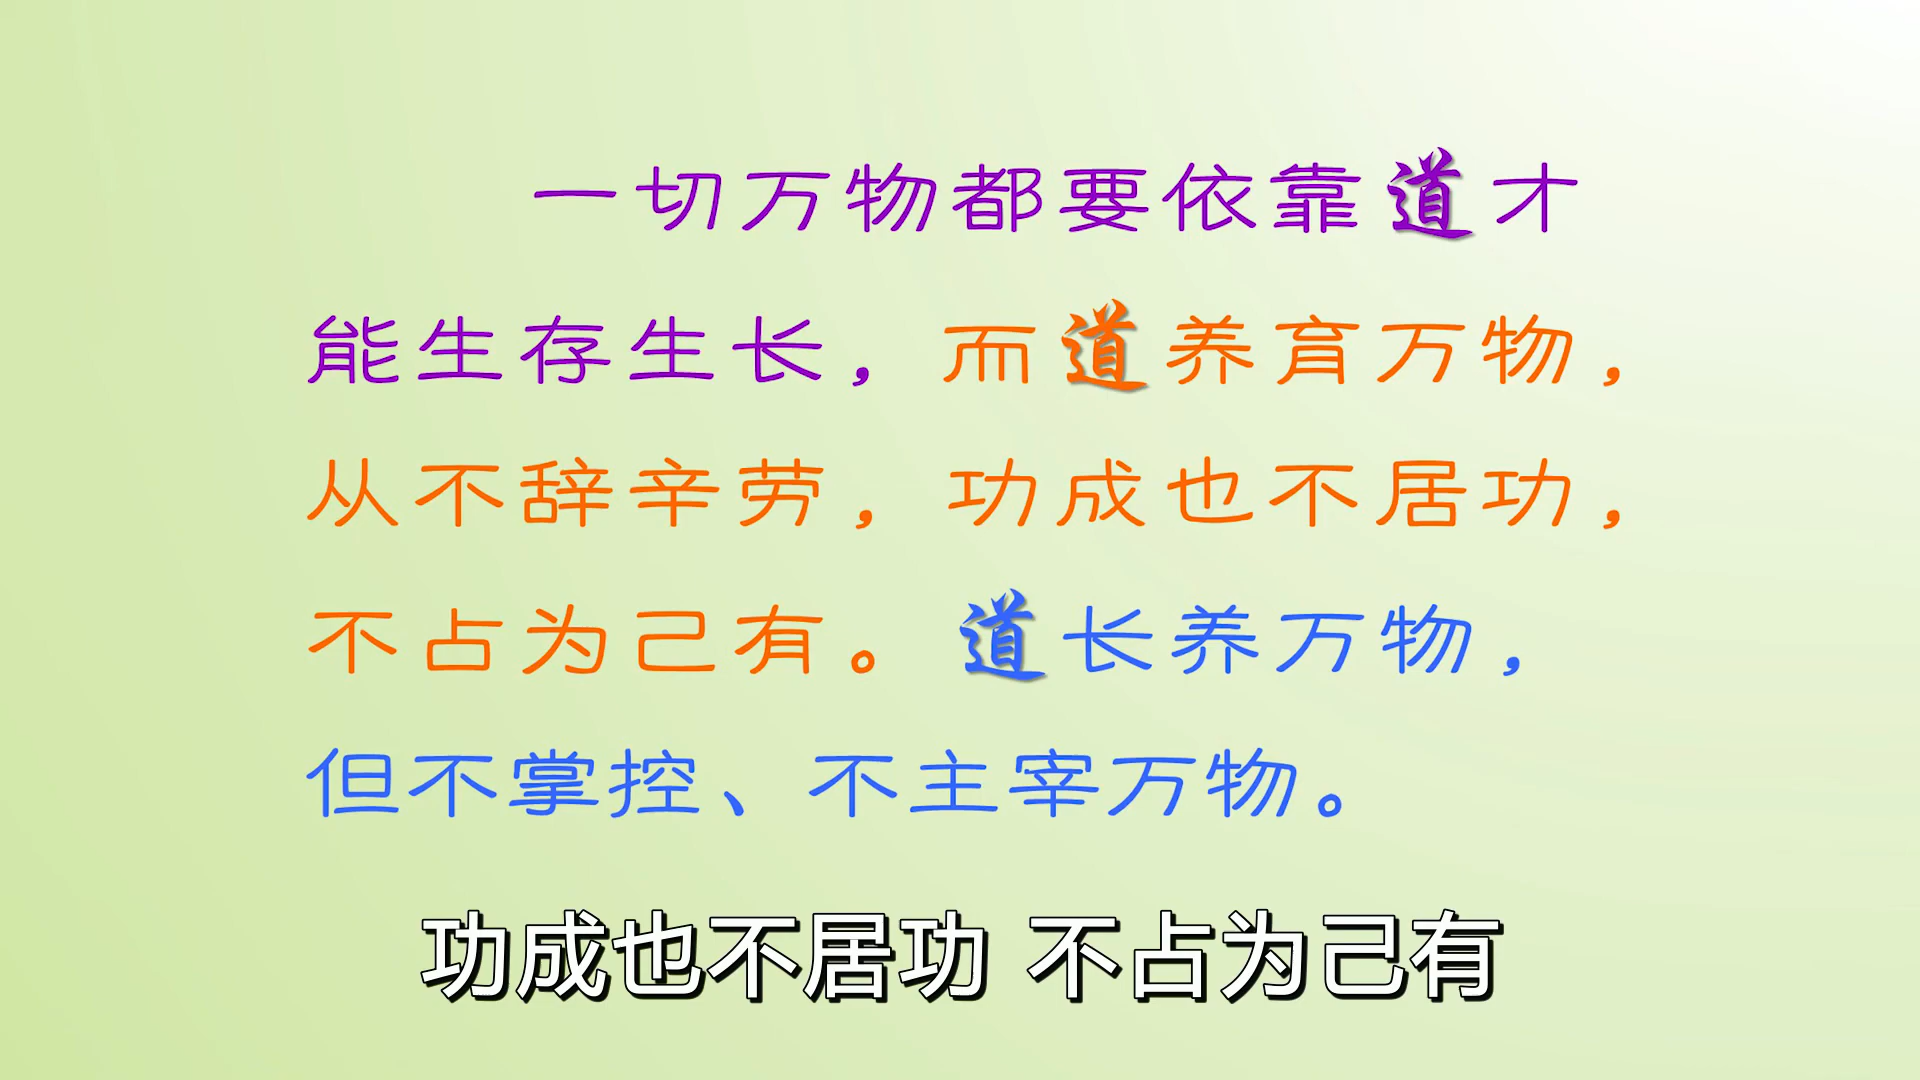 一切万物都要依靠道才
能生存生长，而道养育万物，
从不辞辛劳，功成也不居功，
不占为己有。道长养万物，
但不掌控、不主宰万物。
功成也不居功 不占为己有